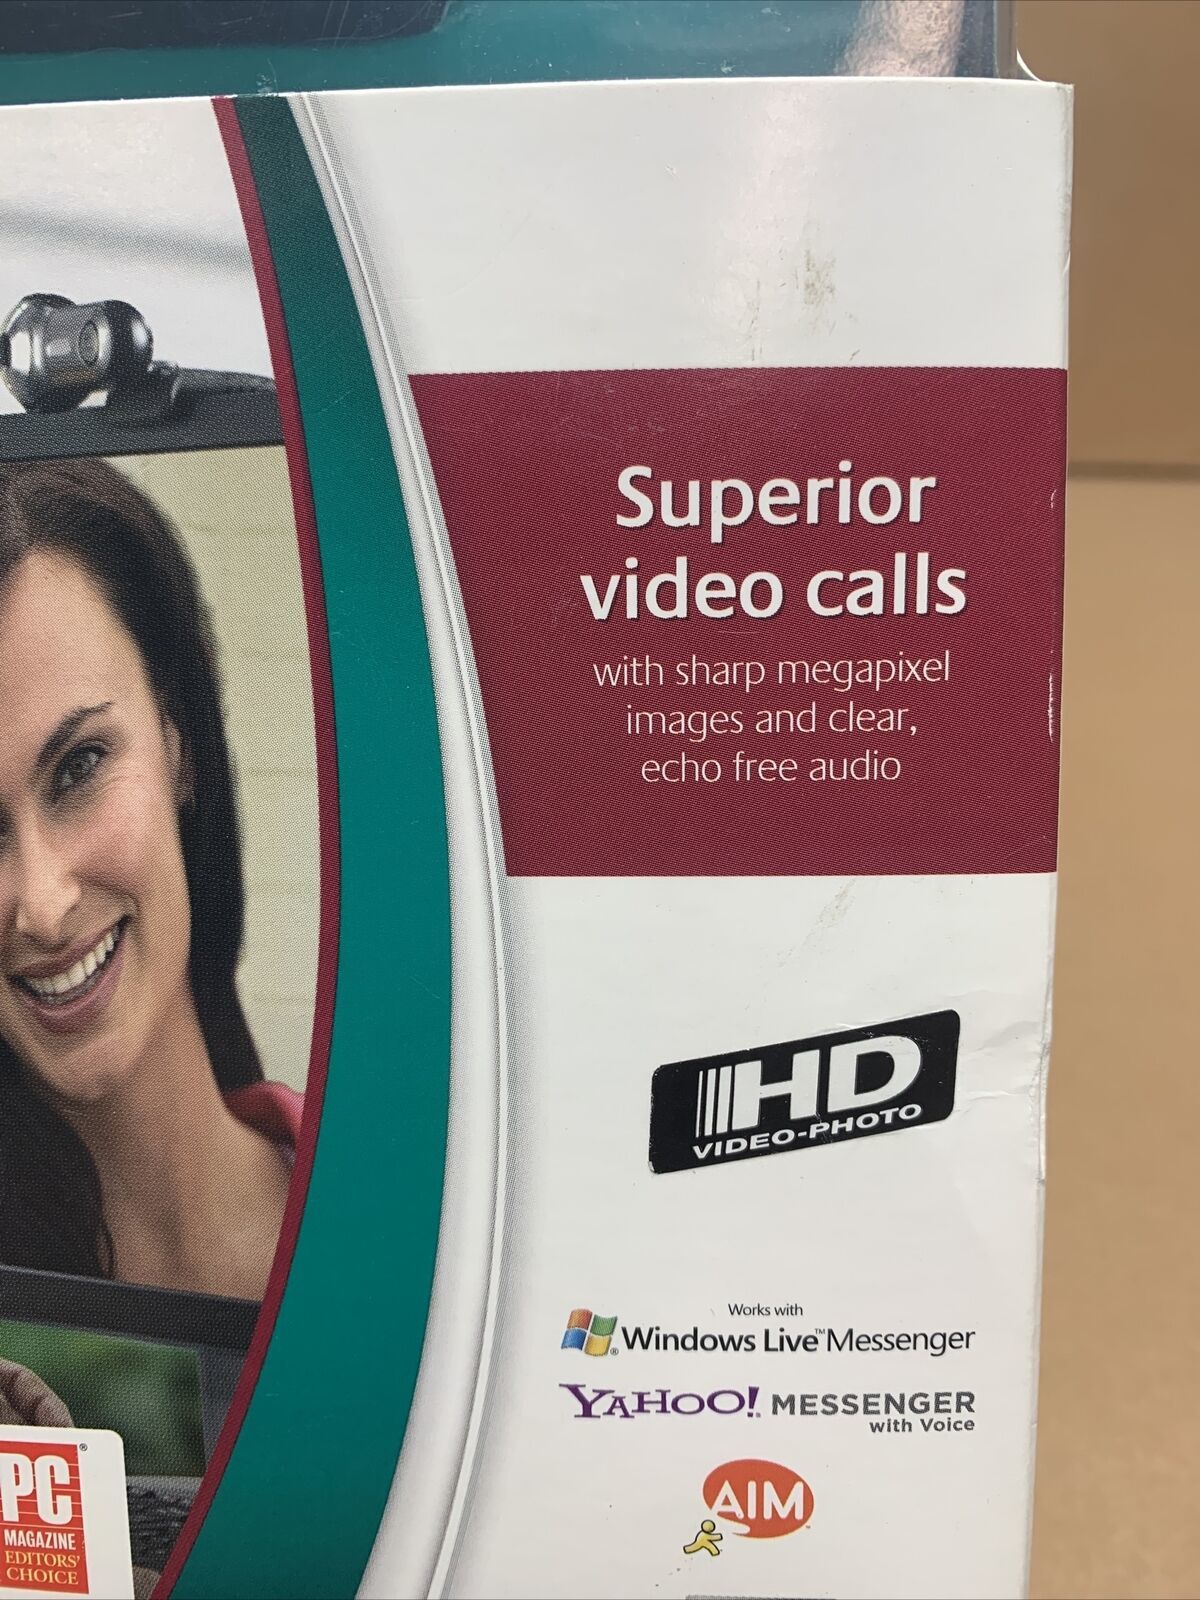 Superior
video calls
with sharp megapixel
images and clear,
echo free audio
HD
VIDEO-PHOTO
Works with
Windows Live™ Messenger
YAHOO! MESSENGER
with Voice
AIM
PC®
MAGAZINE
EDITORS'
CHOICE